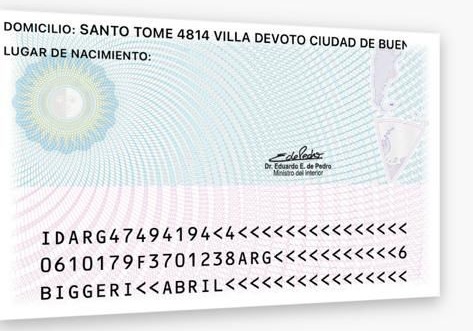 DOMICILIO: SANTO TOME 4814 VILLA DEVOTO CIUDAD DE BUEN
LUGAR DE NACIMIENTO:
Dr. Eduardo E. de Pedro
Ministro del Interior
IDARG47494194<4<<<<<<<<<<<<<<<
0610179F3701238ARG<<<<<<<<<<<6
BIGGERI<<ABRIL<<<<<<<<<<<<<<<<